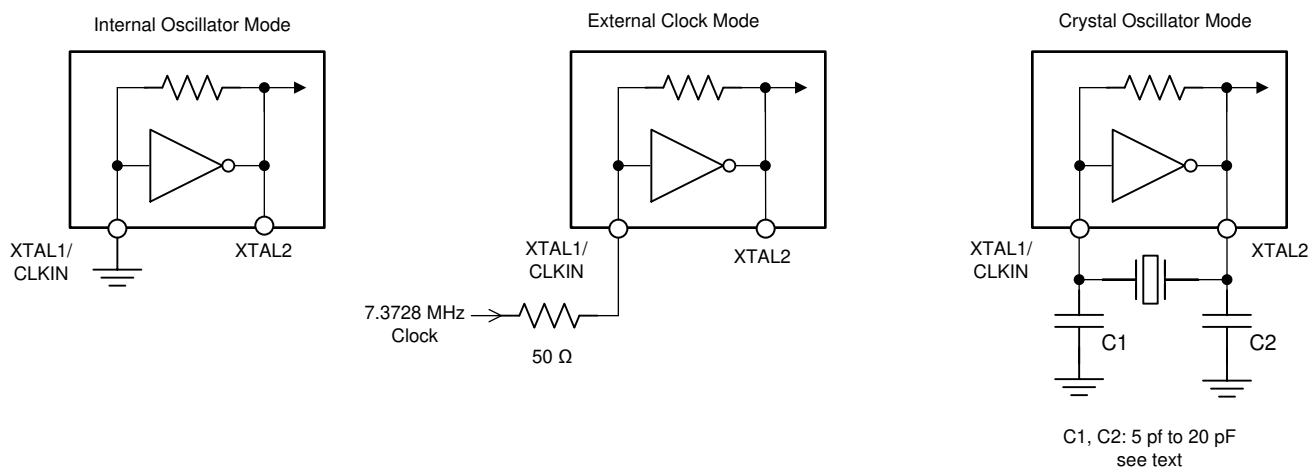 Internal Oscillator Mode
XTAL1/
CLKIN
XTAL2
External Clock Mode
XTAL1/
CLKIN
XTAL2
7.3728 MHz
Clock
50 Ω
Crystal Oscillator Mode
XTAL1/
CLKIN
XTAL2
C1
C2
C1, C2: 5 pf to 20 pF
see text